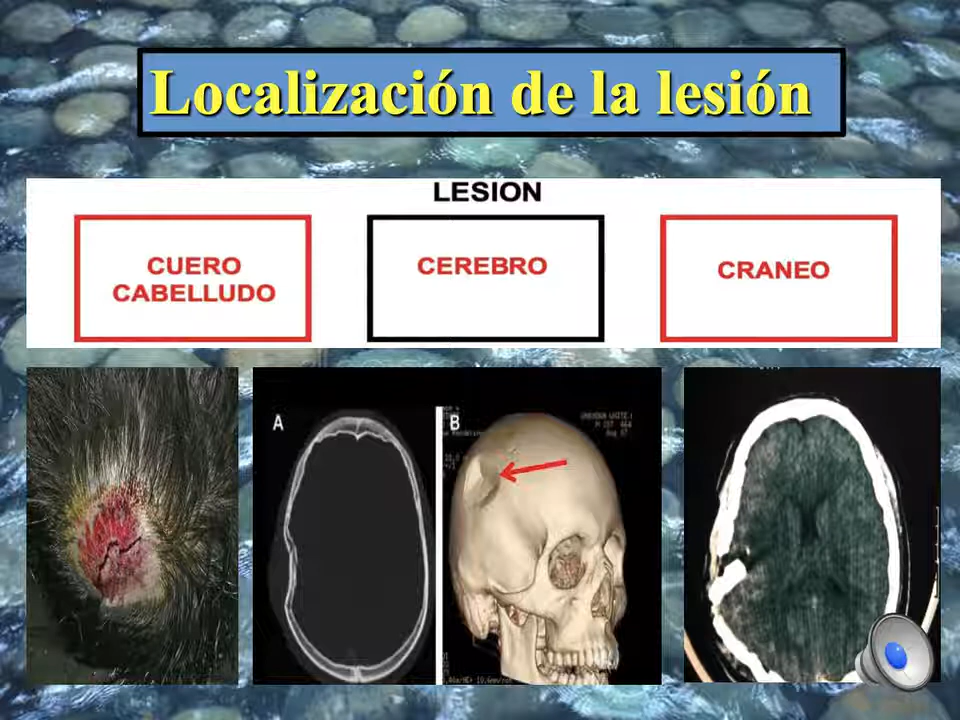 Localización de la lesión
LESION
CUERO
CABELLUDO
CEREBRO
CRANEO
A
B